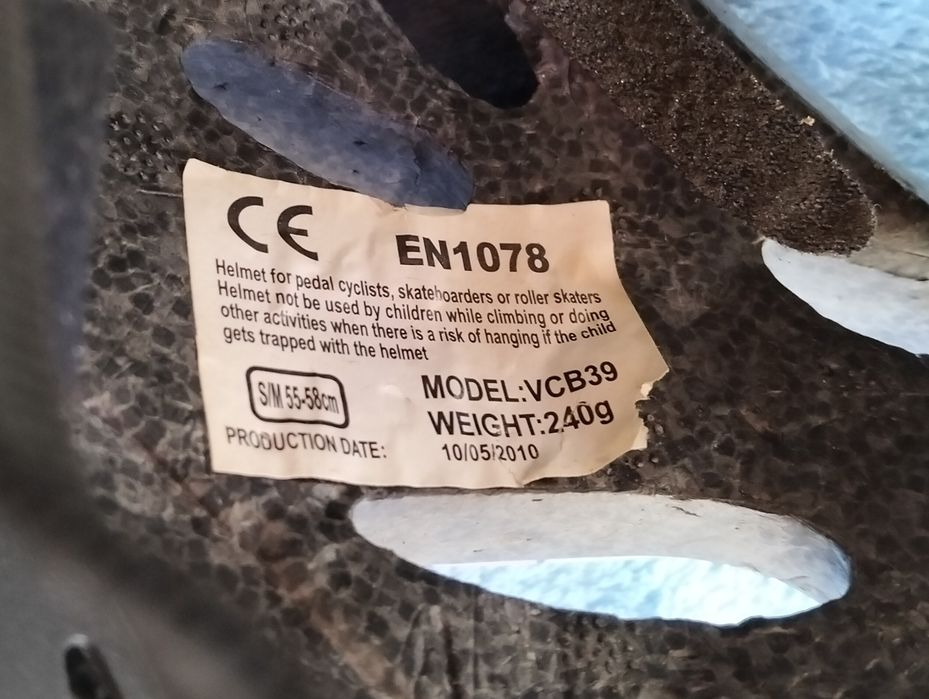 CE EN1078
Helmet for pedal cyclists, skateboarders or roller skaters
Helmet not be used by children while climbing or doing
other activities when there is a risk of hanging if the child
gets trapped with the helmet
S/M 55-58cm
MODEL:VCB39
WEIGHT:240g
PRODUCTION DATE: 10/05/2010